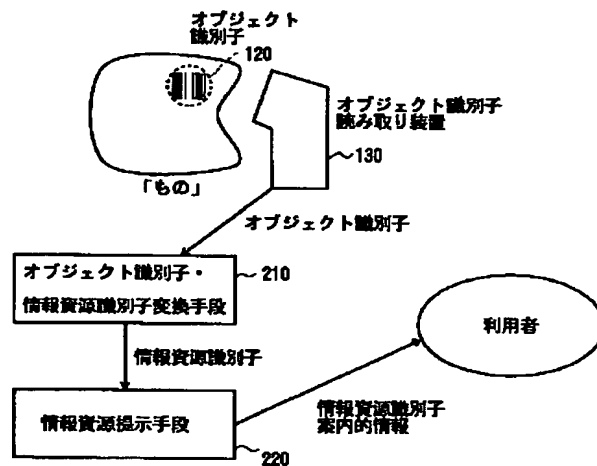 オブジェクト
識別子
120
オブジェクト識別子
読み取り装置
130
「もの」
オブジェクト識別子
オブジェクト識別子・
情報資源識別子変換手段
210
利用者
情報資源識別子
情報資源提示手段
220
情報資源識別子
案内的情報